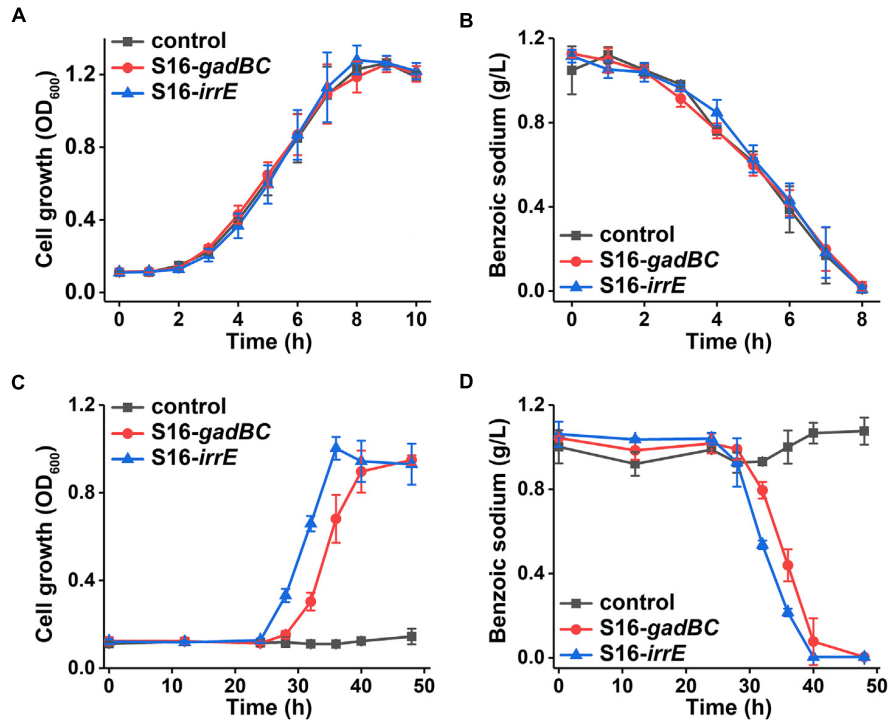 A
control
S16-gadBC
S16-irrE
Cell growth (OD600)
1.2
0.8
0.4
0.0
0 2 4 6 8 10
Time (h)
B
Benzoic sodium (g/L)
1.2
0.8
0.4
0.0
control
S16-gadBC
S16-irrE
0 2 4 6 8
Time (h)
C
control
S16-gadBC
S16-irrE
Cell growth (OD600)
1.2
0.8
0.4
0.0
0 10 20 30 40 50
Time (h)
D
Benzoic sodium (g/L)
1.2
0.8
0.4
0.0
control
S16-gadBC
S16-irrE
0 10 20 30 40 50
Time (h)